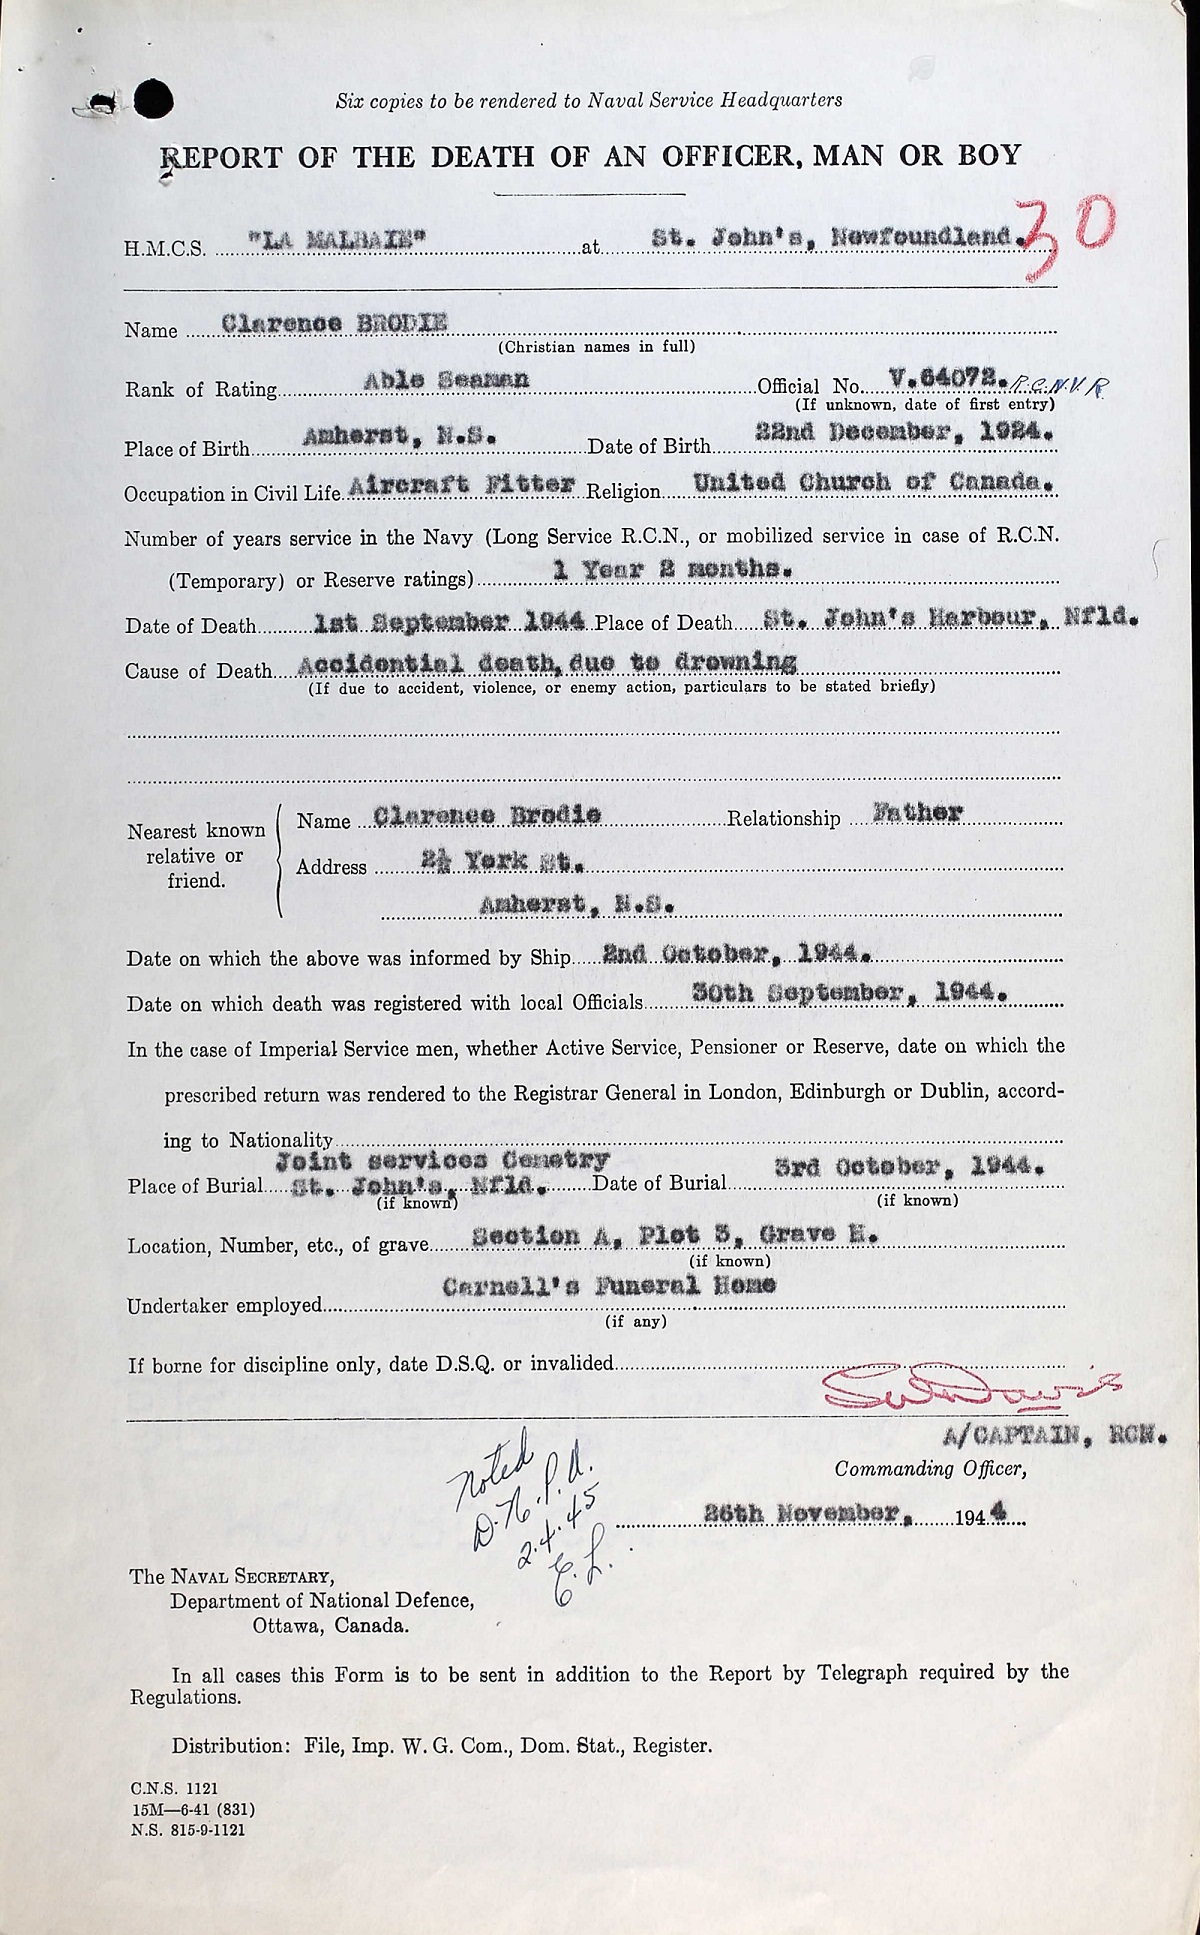 Six copies to be rendered to Naval Service Headquarters
REPORT OF THE DEATH OF AN OFFICER, MAN OR BOY
30
H.M.C.S. "LA MALBAIE" at St. John's, Newfoundland.
Name Clarence BRODIE
(Christian names in full)
Rank of Rating Able Seaman Official No. V.64072. R.C.N.V.R.
(If unknown, date of first entry)
Place of Birth Amherst, N.S. Date of Birth 22nd December, 1924.
Occupation in Civil Life Aircraft Fitter Religion United Church of Canada.
Number of years service in the Navy (Long Service R.C.N., or mobilized service in case of R.C.N.
(Temporary) or Reserve ratings) 1 Year 2 months.
Date of Death 1st September 1944 Place of Death St. John's Harbour, Nfld.
Cause of Death Accidential death, due to drowning
(If due to accident, violence, or enemy action, particulars to be stated briefly)
Nearest known relative or friend.
Name Clarence Brodie Relationship Father
Address 2½ York St.
Amherst, N.S.
Date on which the above was informed by Ship 2nd October, 1944.
Date on which death was registered with local Officials 30th September, 1944.
In the case of Imperial Service men, whether Active Service, Pensioner or Reserve, date on which the
prescribed return was rendered to the Registrar General in London, Edinburgh or Dublin, accord-
ing to Nationality
Joint services Cemetry
Place of Burial St. John's, Nfld. Date of Burial 3rd October, 1944.
(if known) (if known)
Location, Number, etc., of grave Section A, Plot 3, Grave H.
(if known)
Undertaker employed Carnell's Funeral Home
(if any)
If borne for discipline only, date D.S.Q. or invalided
Davis
A/CAPTAIN, RCN.
Commanding Officer,
26th November, 1944
Noted
D.N.P.A.
2.4.45
E.L.
The NAVAL SECRETARY,
Department of National Defence,
Ottawa, Canada.
In all cases this Form is to be sent in addition to the Report by Telegraph required by the
Regulations.
Distribution: File, Imp. W. G. Com., Dom. Stat., Register.
C.N.S. 1121
15M—6-41 (831)
N.S. 815-9-1121